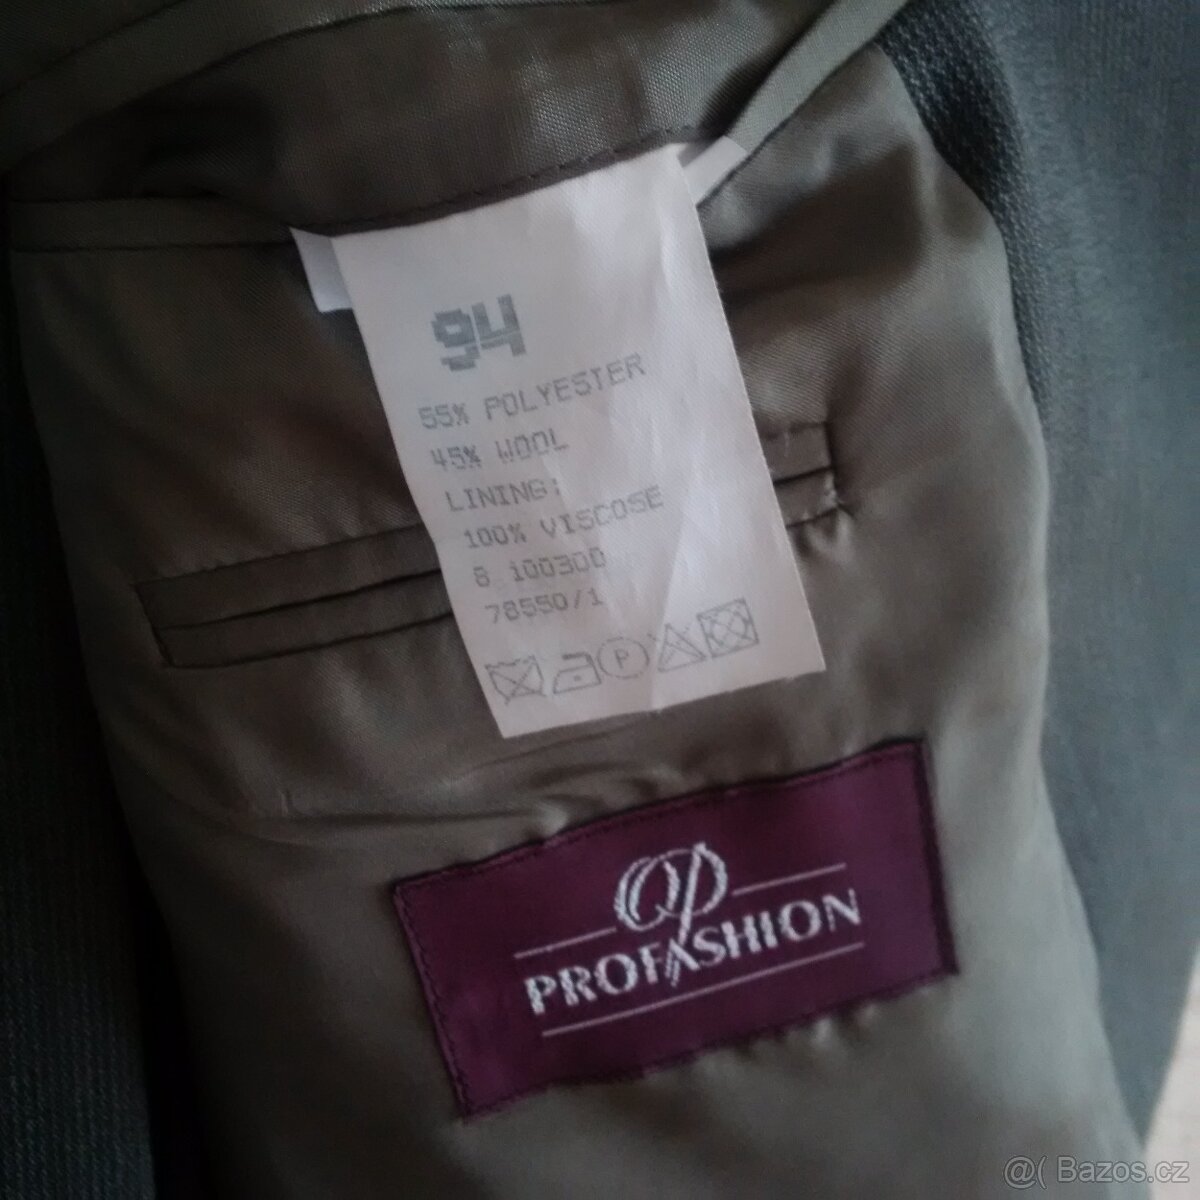 94
55% POLYESTER
45% WOOL
LINING:
100% VISCOSE
8 100300
78550/1
P
PROFASHION
@( Bazos.cz